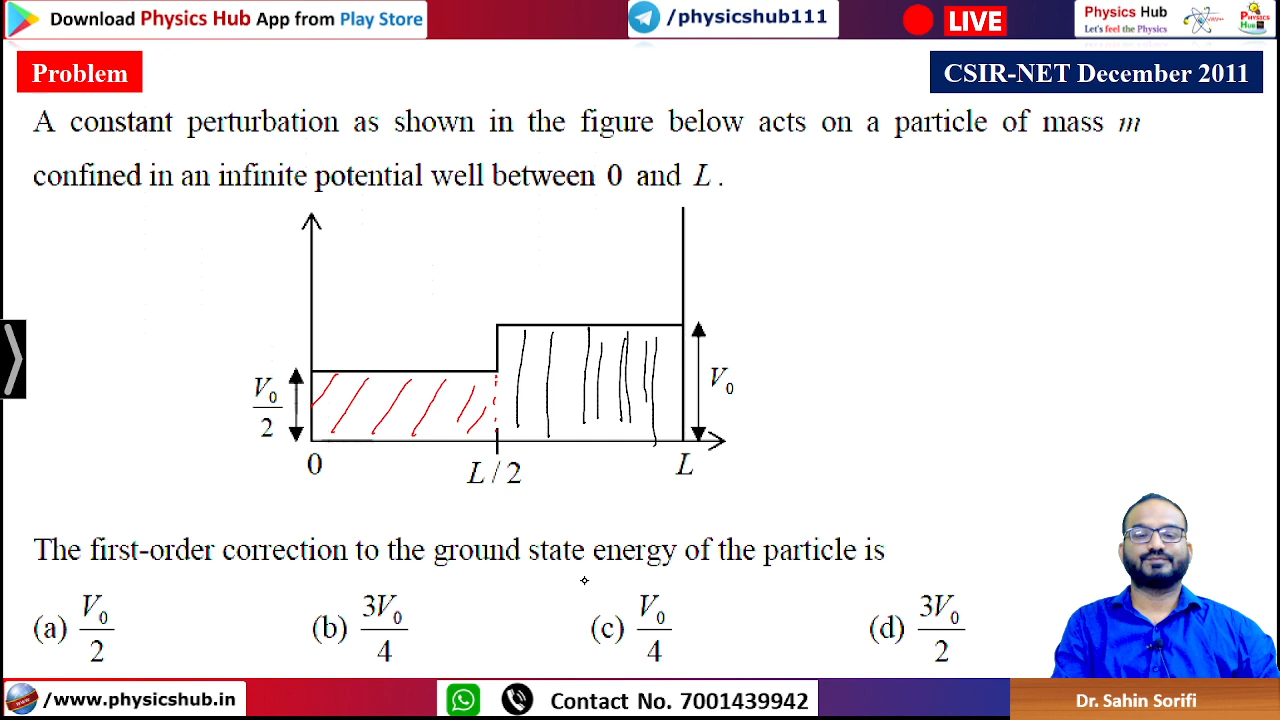 Download Physics Hub App from Play Store
/physicshub111
LIVE
Physics Hub
Let's feel the Physics
PHYSICS
HUB
Problem
CSIR-NET December 2011
A constant perturbation as shown in the figure below acts on a particle of mass m
confined in an infinite potential well between 0 and L.
V₀/2
V₀
0
L/2
L
The first-order correction to the ground state energy of the particle is
(a) V₀/2 (b) 3V₀/4 (c) V₀/4 (d) 3V₀/2
/www.physicshub.in
Contact No. 7001439942
Dr. Sahin Sorifi